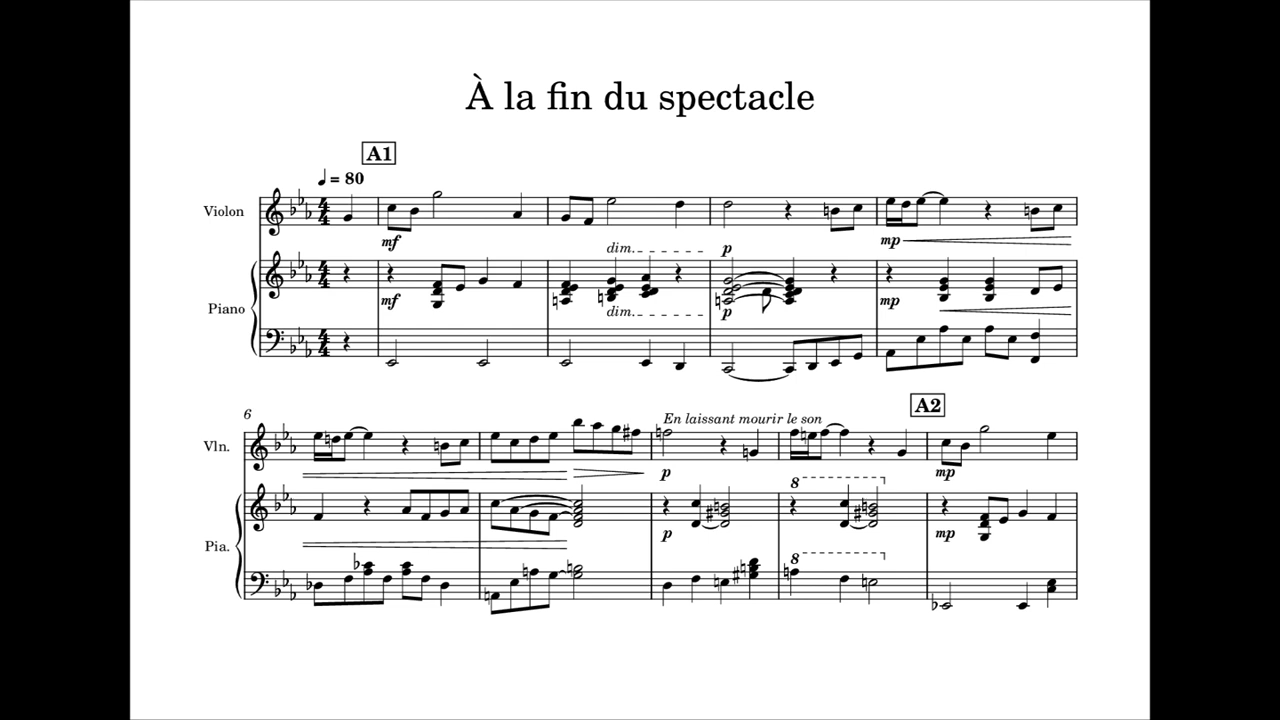 À la fin du spectacle
A1
♩ = 80
Violon
mf
mp
dim.
p
Piano
mf
dim.
p
mp
6
En laissant mourir le son
A2
Vln.
p
mp
8
Pia.
p
mp
8